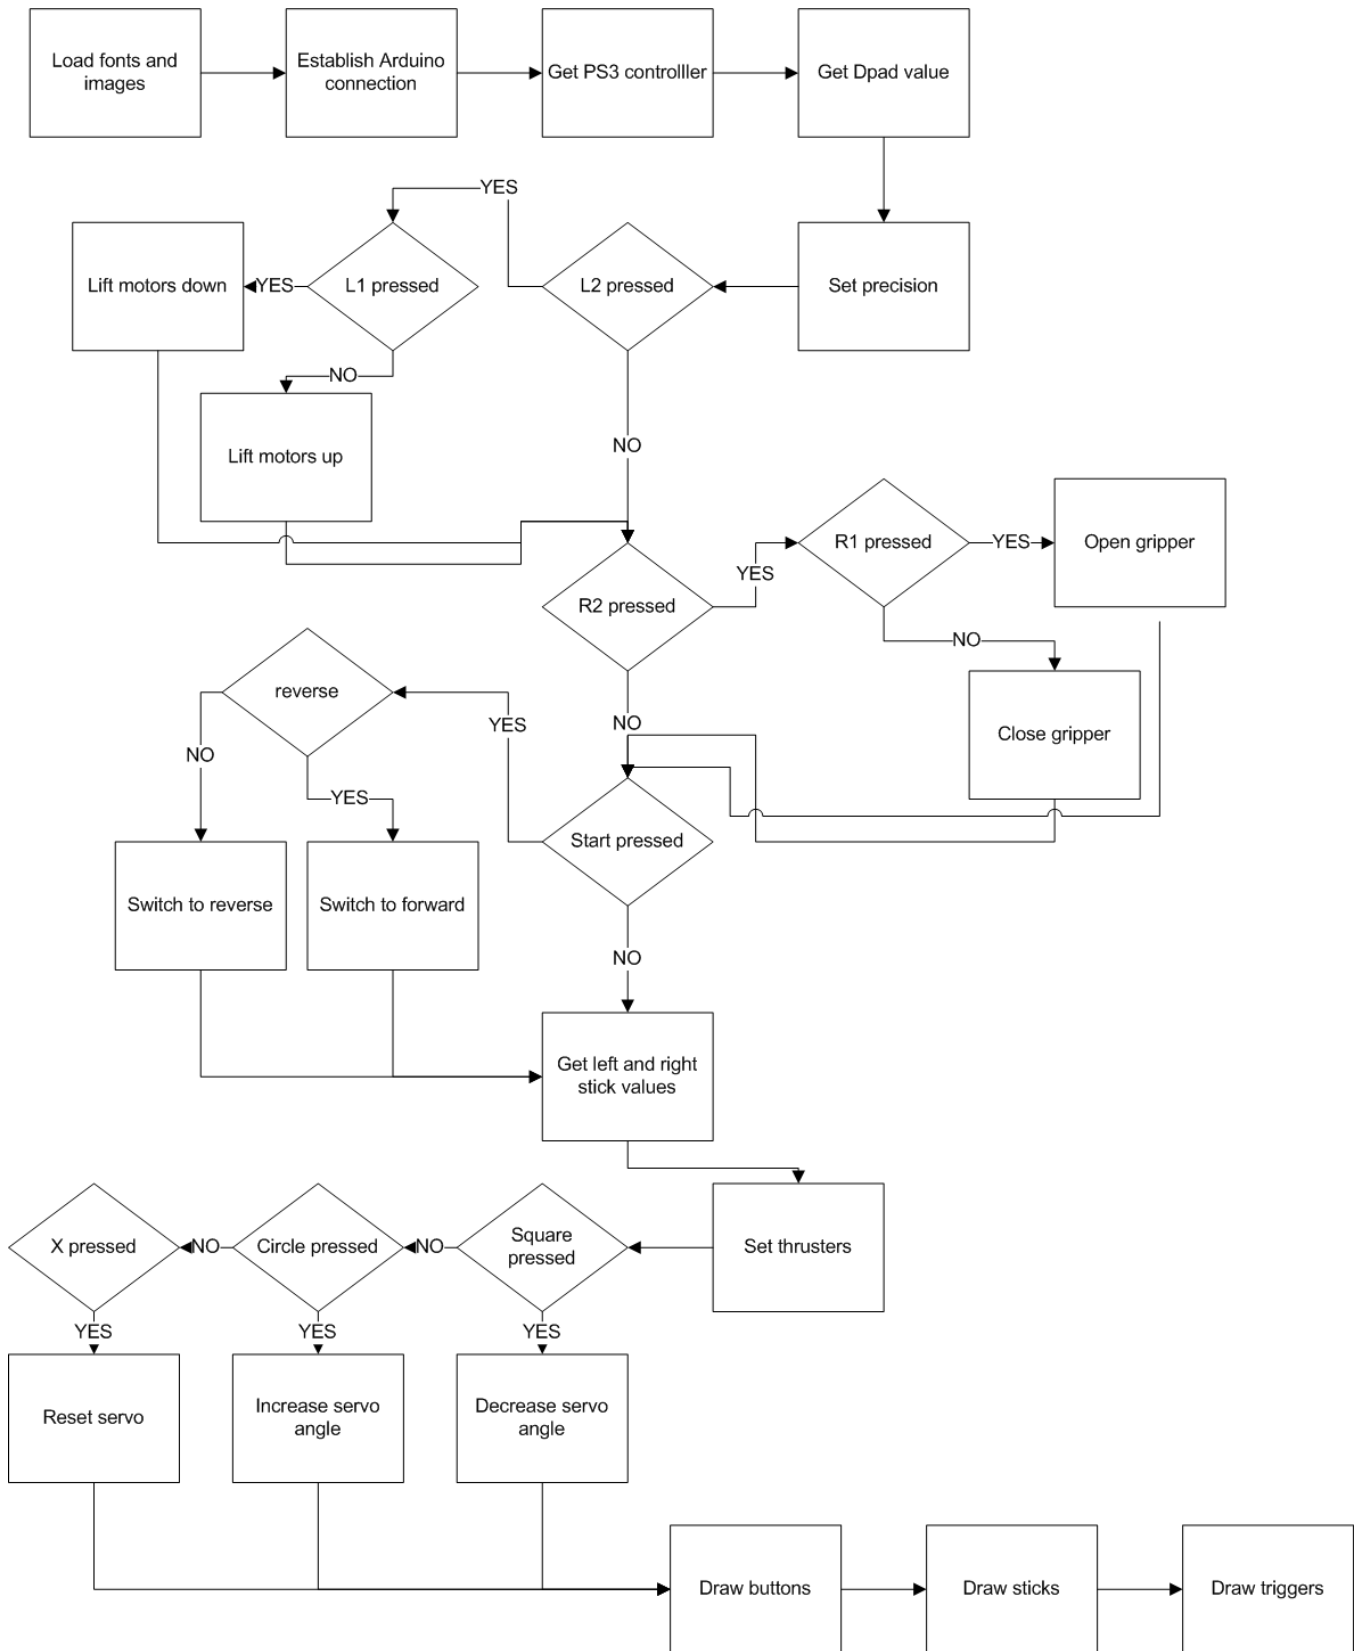 Load fonts and
images
Establish Arduino
connection
Get PS3 controlller
Get Dpad value
YES
Lift motors down
YES
L1 pressed
L2 pressed
Set precision
NO
Lift motors up
NO
R1 pressed
YES
Open gripper
YES
R2 pressed
NO
reverse
YES
NO
Close gripper
NO
YES
Start pressed
Switch to reverse
Switch to forward
NO
Get left and right
stick values
X pressed
NO
Circle pressed
NO
Square
pressed
Set thrusters
YES
YES
YES
Reset servo
Increase servo
angle
Decrease servo
angle
Draw buttons
Draw sticks
Draw triggers